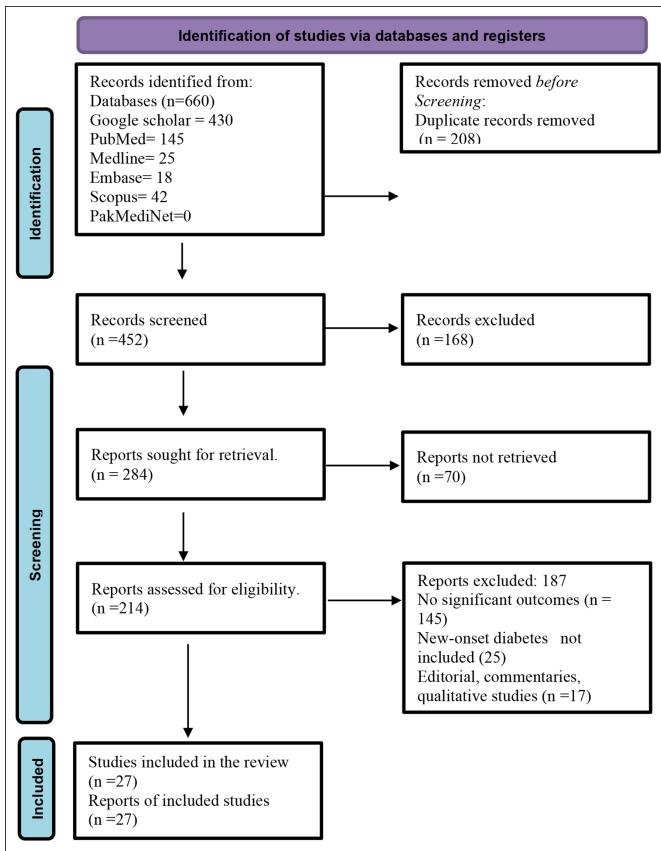 Identification of studies via databases and registers
Identification
Records identified from:
Databases (n=660)
Google scholar = 430
PubMed= 145
Medline= 25
Embase= 18
Scopus= 42
PakMediNet=0
Records removed before
Screening:
Duplicate records removed
(n = 208)
Screening
Records screened
(n =452)
Records excluded
(n =168)
Reports sought for retrieval.
(n = 284)
Reports not retrieved
(n =70)
Reports assessed for eligibility.
(n =214)
Reports excluded: 187
No significant outcomes (n =
145)
New-onset diabetes not
included (25)
Editorial, commentaries,
qualitative studies (n =17)
Included
Studies included in the review
(n =27)
Reports of included studies
(n =27)